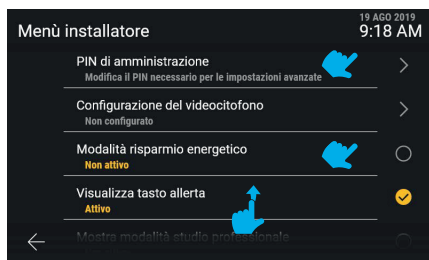 19 AGO 2019
Menù installatore
9:18 AM
PIN di amministrazione
Modifica il PIN necessario per le impostazioni avanzate
Configurazione del videocitofono
Non configurato
Modalità risparmio energetico
Non attivo
Visualizza tasto allerta
Attivo
Mostra modalità studio professionale